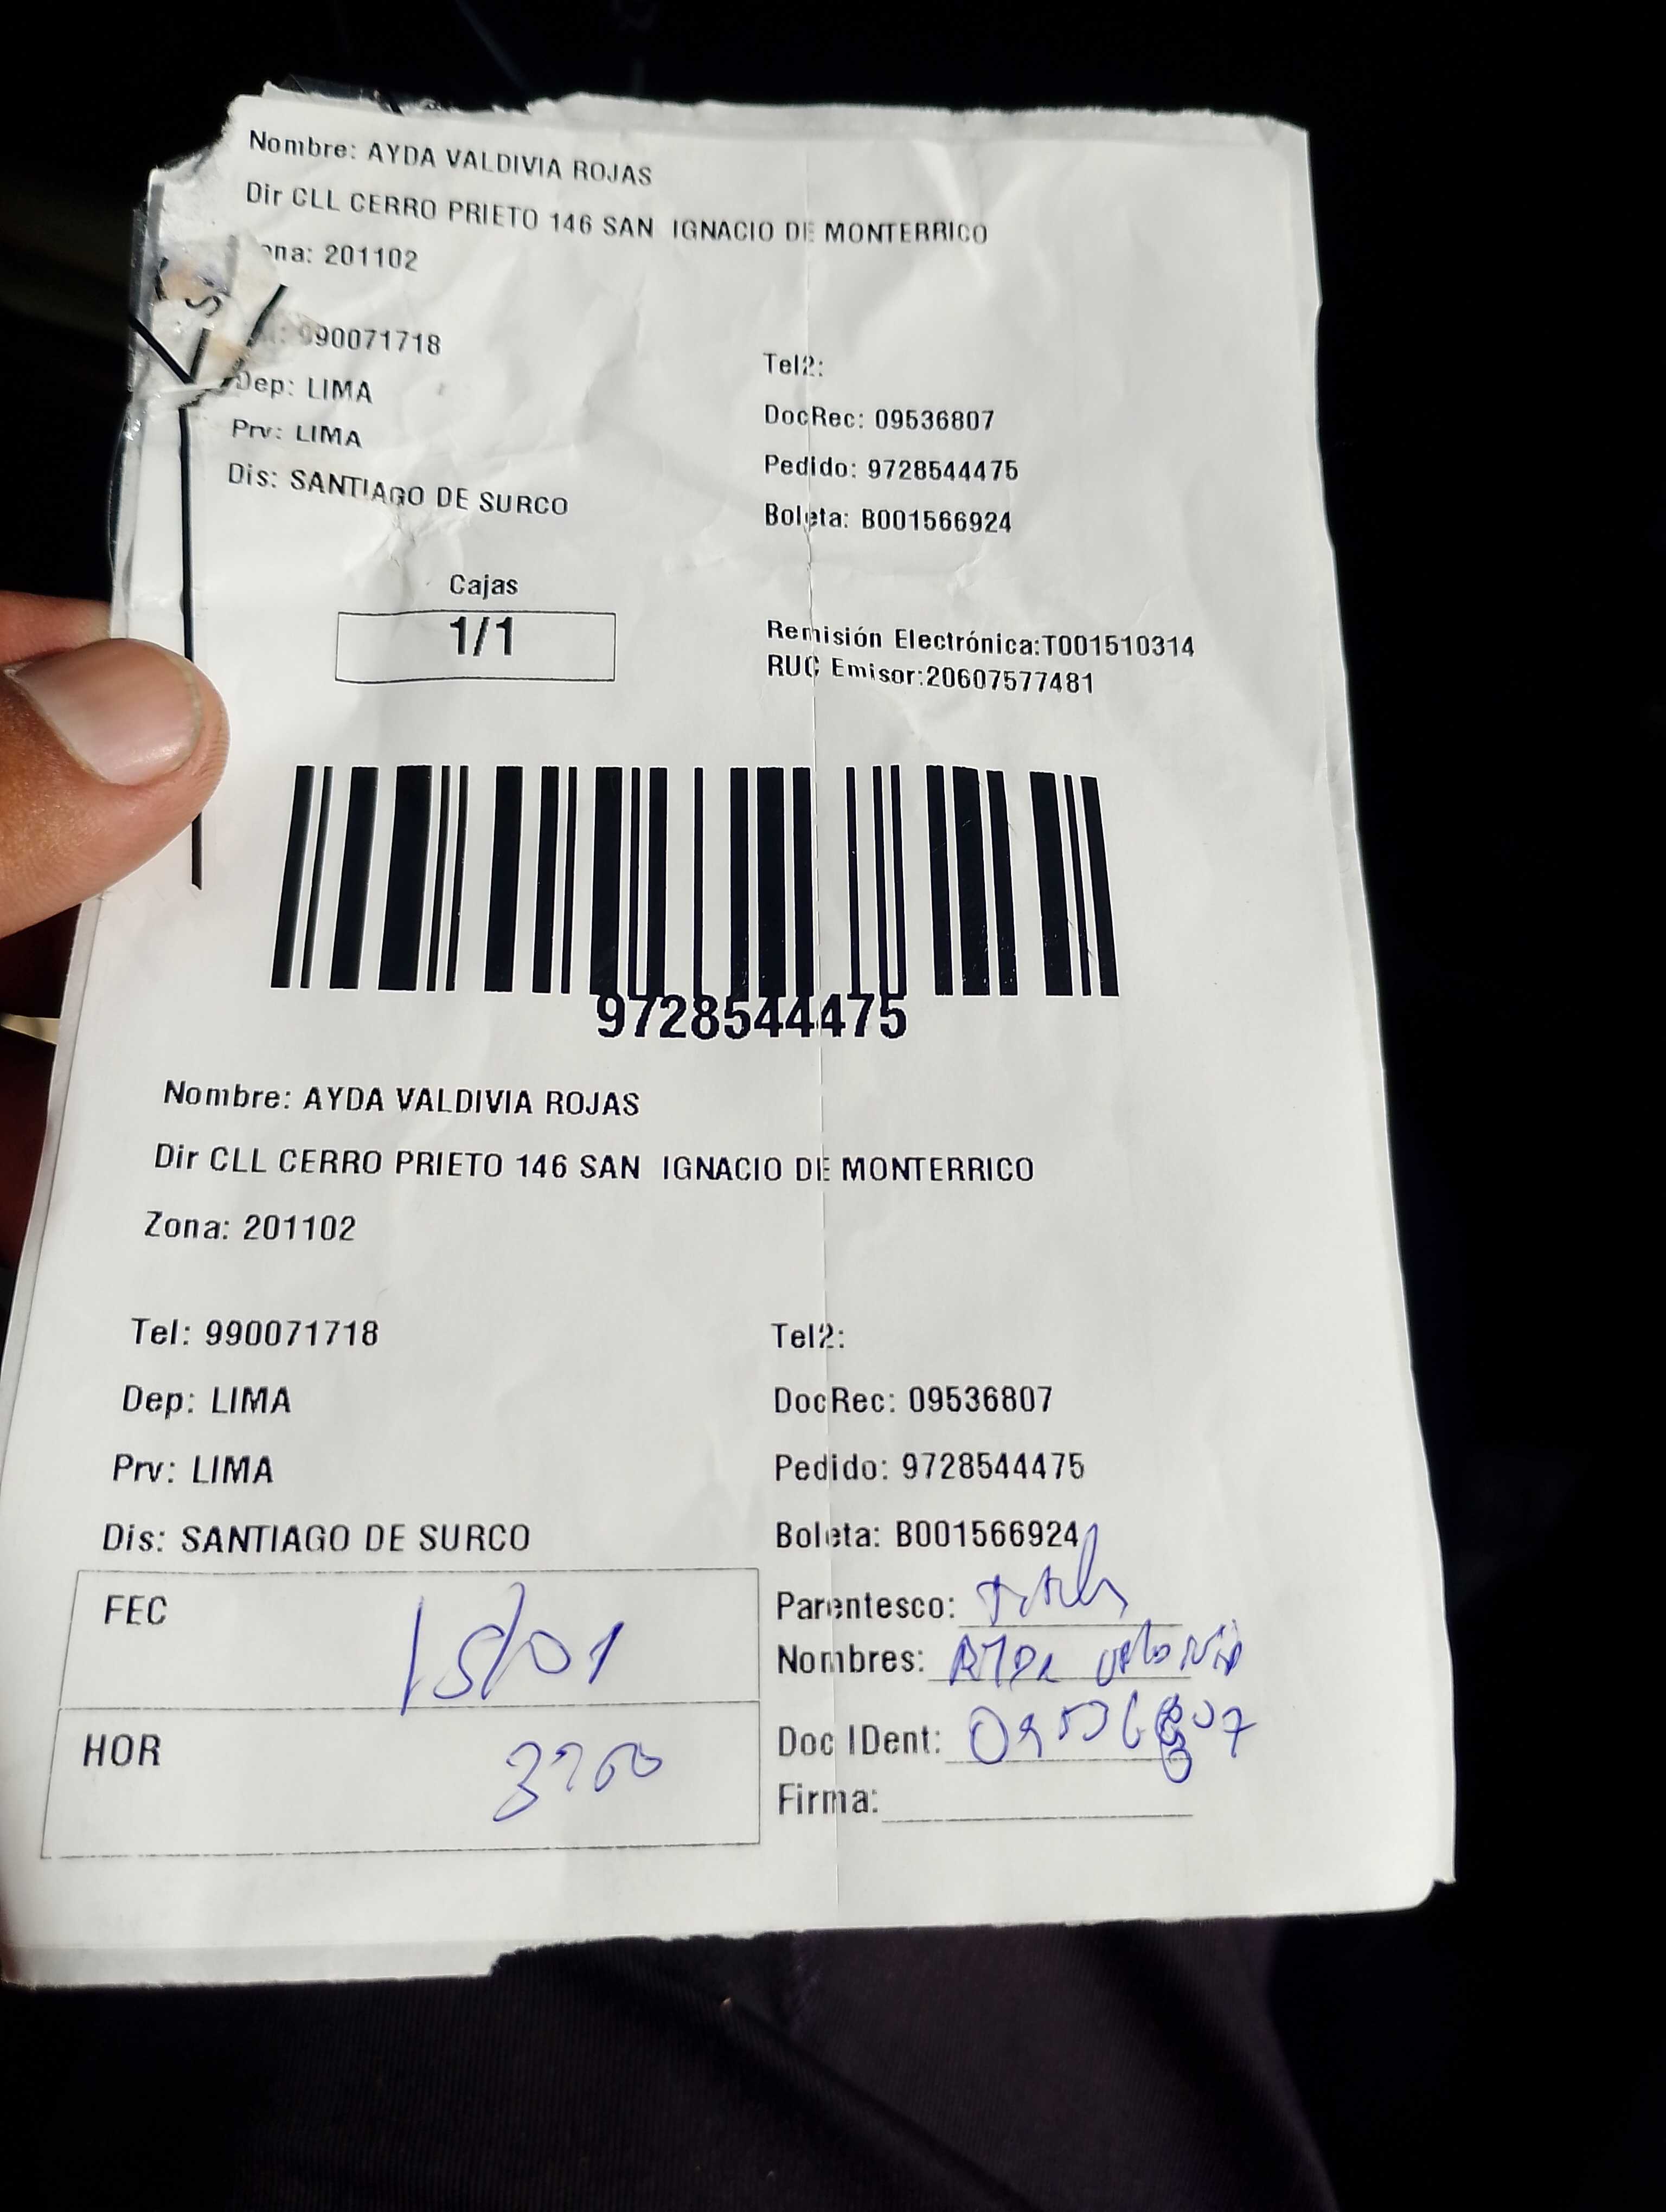 Nombre: AYDA VALDIVIA ROJAS
Dir CLL CERRO PRIETO 146 SAN IGNACIO DE MONTERRICO
ona: 201102
990071718
Tel2:
Dep: LIMA
DocRec: 09536807
Prv: LIMA
Pedido: 9728544475
Dis: SANTIAGO DE SURCO
Boleta: B001566924
Cajas
1/1
Remisión Electrónica:T001510314
RUC Emisor:20607577481
9728544475
Nombre: AYDA VALDIVIA ROJAS
Dir CLL CERRO PRIETO 146 SAN IGNACIO DE MONTERRICO
Zona: 201102
Tel: 990071718
Tel2:
Dep: LIMA
DocRec: 09536807
Prv: LIMA
Pedido: 9728544475
Dis: SANTIAGO DE SURCO
Boleta: B001566924
FEC 15/01
Parentesco:
Nombres: AYDA VALDIVIA
HOR
Doc IDent: 09536807
Firma: